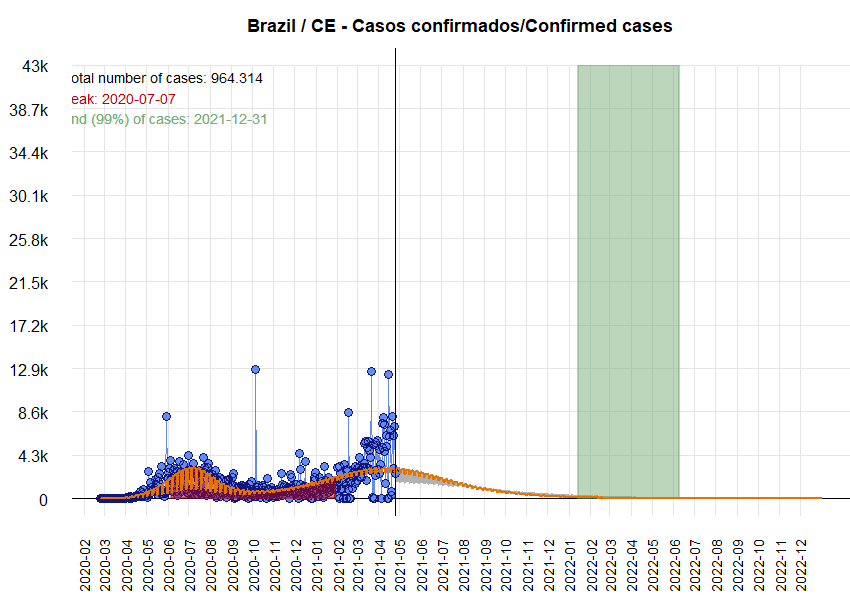 Brazil / CE - Casos confirmados/Confirmed cases
43k
otal number of cases: 964.314
eak: 2020-07-07
38.7k
nd (99%) of cases: 2021-12-31
34.4k
30.1k
25.8k
21.5k
17.2k
12.9k
8.6k
4.3k
0
2020-02
2020-03
2020-04
2020-05
2020-06
2020-07
2020-08
2020-09
2020-10
2020-11
2020-12
2021-01
2021-02
2021-03
2021-04
2021-05
2021-06
2021-07
2021-08
2021-09
2021-10
2021-11
2021-12
2022-01
2022-02
2022-03
2022-04
2022-05
2022-06
2022-07
2022-08
2022-09
2022-10
2022-11
2022-12